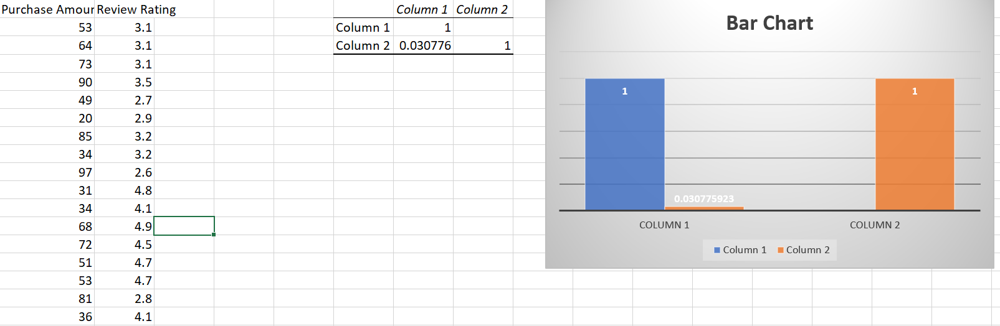 Purchase Amour Review Rating
53 3.1
64 3.1
73 3.1
90 3.5
49 2.7
20 2.9
85 3.2
34 3.2
97 2.6
31 4.8
34 4.1
68 4.9
72 4.5
51 4.7
53 4.7
81 2.8
36 4.1
Column 1 Column 2
Column 1 1
Column 2 0.030776 1
Bar Chart
1
1
0.030775923
COLUMN 1 COLUMN 2
Column 1 Column 2